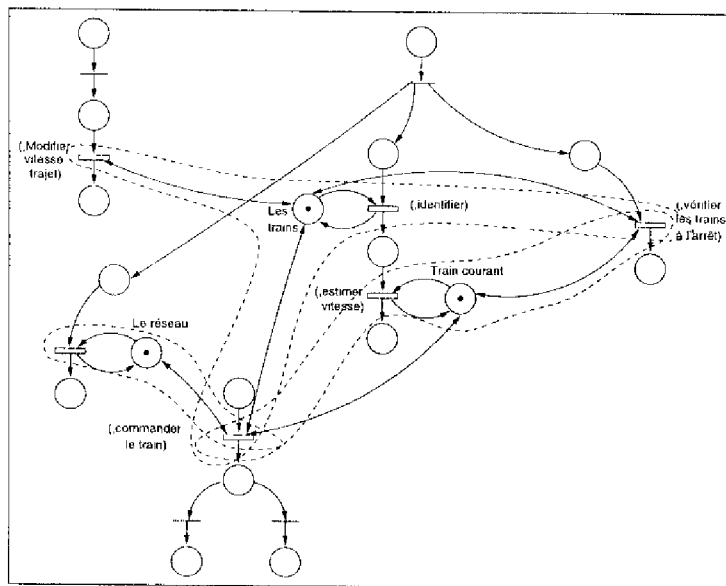 (,Modifier
vitesse
trajet)
Les
trains
(,identifier)
(,vérifier
les trains
à l'arrêt)
Train courant
(,estimer
vitesse)
Le réseau
(,commander
le train)